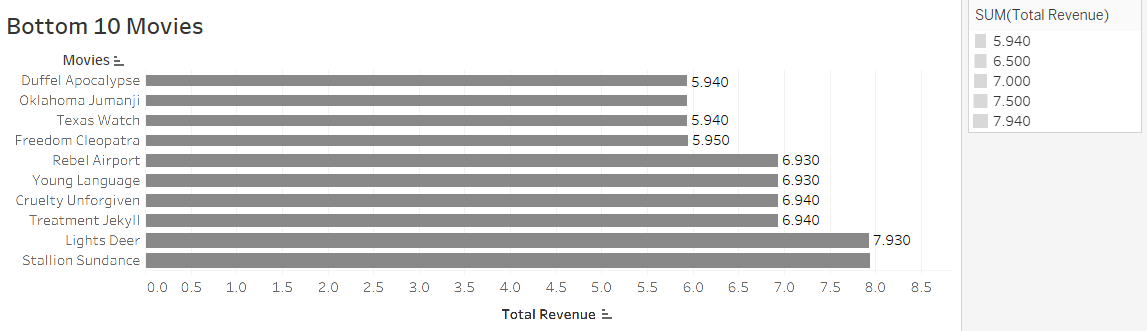 Bottom 10 Movies
Movies
Duffel Apocalypse 5.940
Oklahoma Jumanji
Texas Watch 5.940
Freedom Cleopatra 5.950
Rebel Airport 6.930
Young Language 6.930
Cruelty Unforgiven 6.940
Treatment Jekyll 6.940
Lights Deer 7.930
Stallion Sundance
0.0 0.5 1.0 1.5 2.0 2.5 3.0 3.5 4.0 4.5 5.0 5.5 6.0 6.5 7.0 7.5 8.0 8.5
Total Revenue
SUM(Total Revenue)
5.940
6.500
7.000
7.500
7.940